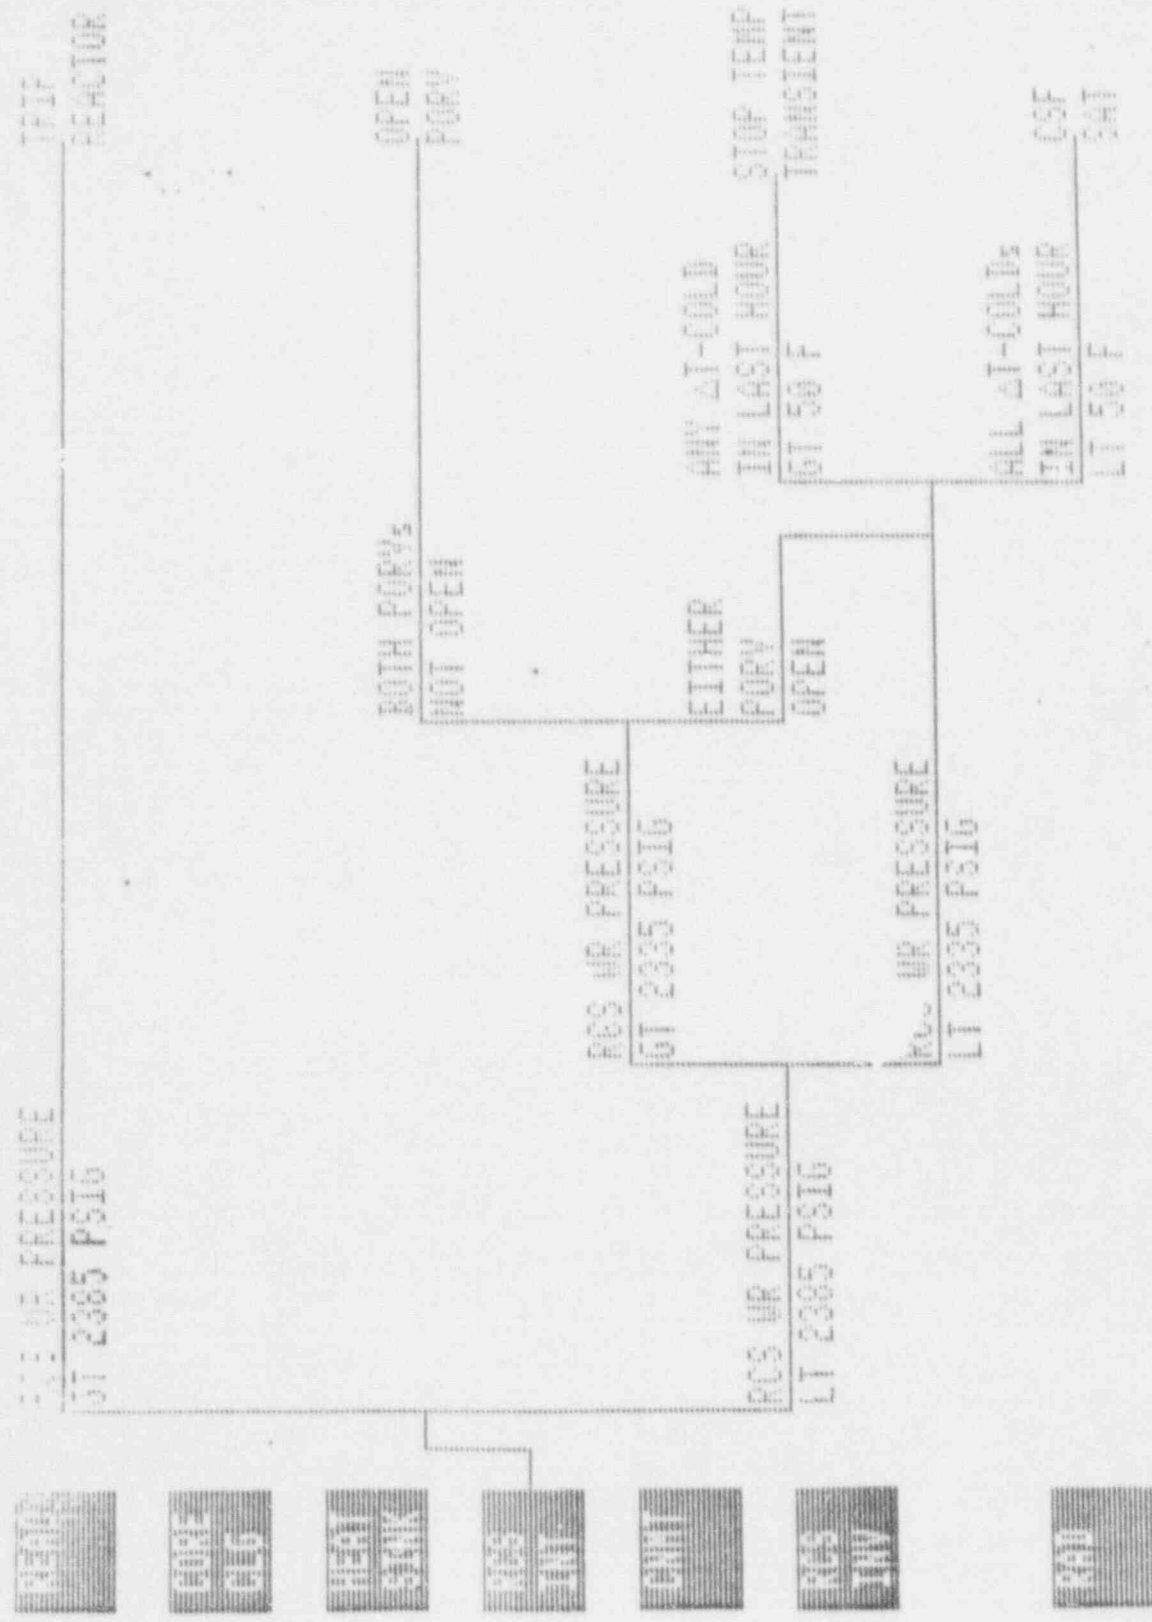 TRIP
REACTOR
RCS WR PRESSURE
GT 2385 PSIG
OPEN
PORV
BOTH PORVs
NOT OPEN
RCS WR PRESSURE
GT 2335 PSIG
EITHER
PORV
OPEN
STOP TEMP
TRANSIENT
ANY ΔT-COLD
IN LAST HOUR
GT 50 F
RCS WR PRESSURE
LT 2385 PSIG
WR PRESSURE
LT 2335 PSIG
CSF
SAT
ALL ΔT-COLDs
IN LAST HOUR
LT 50 F
CORE
CLG
HEAT
SINK
RCS
INT.
CNMT
RCS
INV
RAD